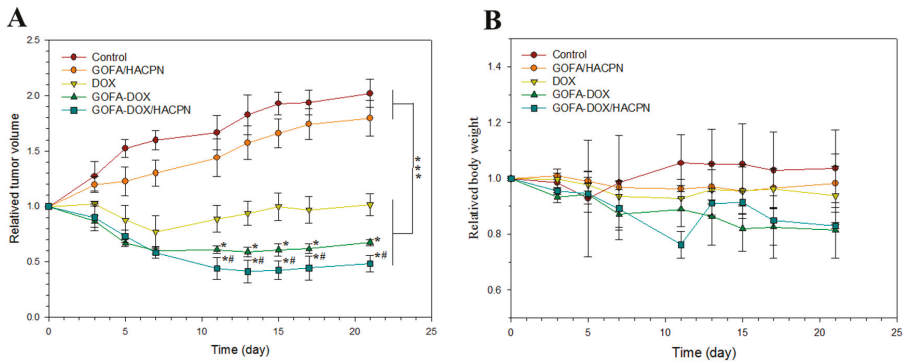 A
Relatived tumor volume
2.5
2.0
1.5
1.0
0.5
0.0
Control
GOFA/HACPN
DOX
GOFA-DOX
GOFA-DOX/HACPN
***
* * * * *
*# *# *# *# *#
0 5 10 15 20 25
Time (day)
B
Relatived body weight
1.4
1.2
1.0
0.8
0.6
Control
GOFA/HACPN
DOX
GOFA-DOX
GOFA-DOX/HACPN
0 5 10 15 20 25
Time (day)